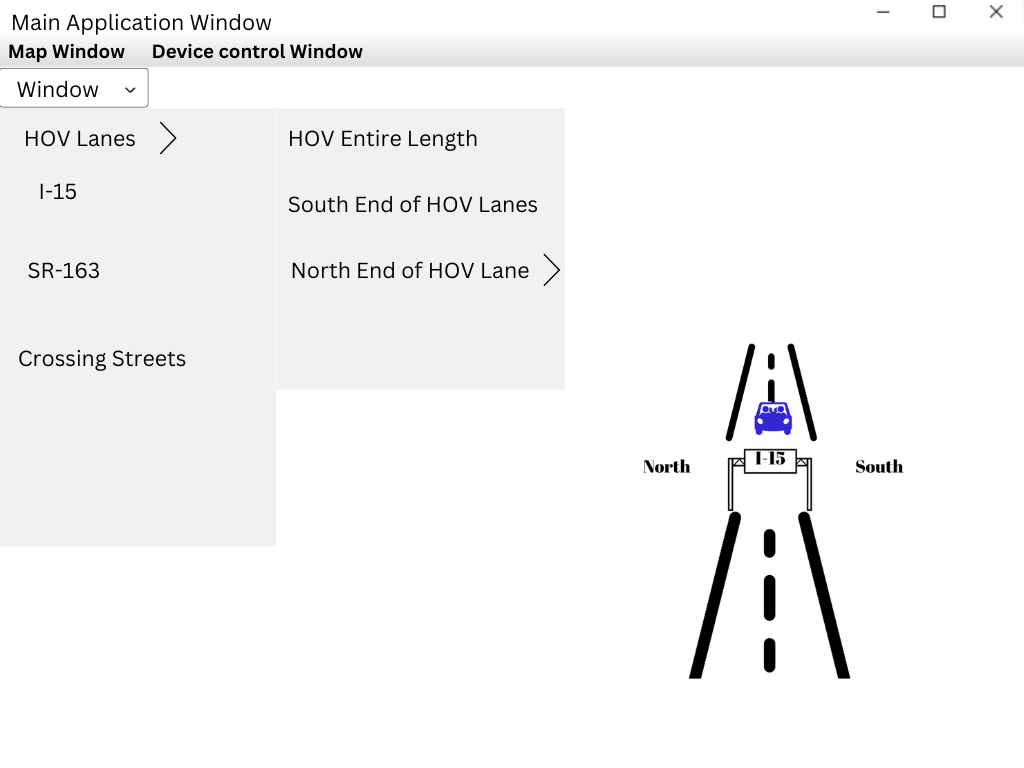 Main Application Window
Map Window Device control Window
Window
HOV Lanes
I-15
SR-163
Crossing Streets
HOV Entire Length
South End of HOV Lanes
North End of HOV Lane
I-15
North
South